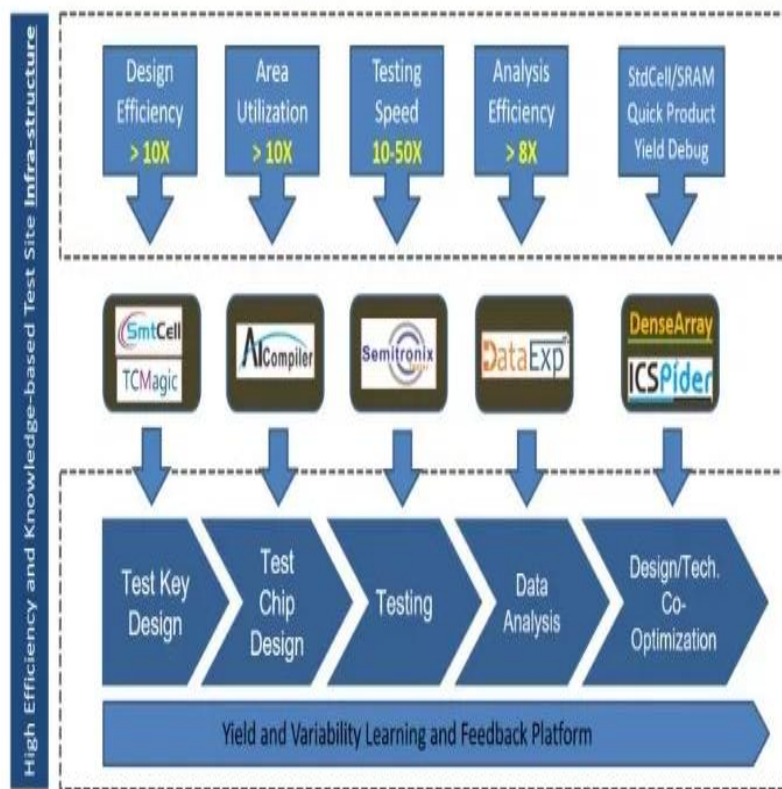 High Efficiency and Knowledge-based Test Site Infra-structure
Design
Efficiency
> 10X
Area
Utilization
> 10X
Testing
Speed
10-50X
Analysis
Efficiency
> 8X
StdCell/SRAM
Quick Product
Yield Debug
SmtCell
TCMagic
AICompiler
Semitronix
DataExp
DenseArray
ICSPider
Test Key
Design
Test
Chip
Design
Testing
Data
Analysis
Design/Tech.
Co-
Optimization
Yield and Variability Learning and Feedback Platform